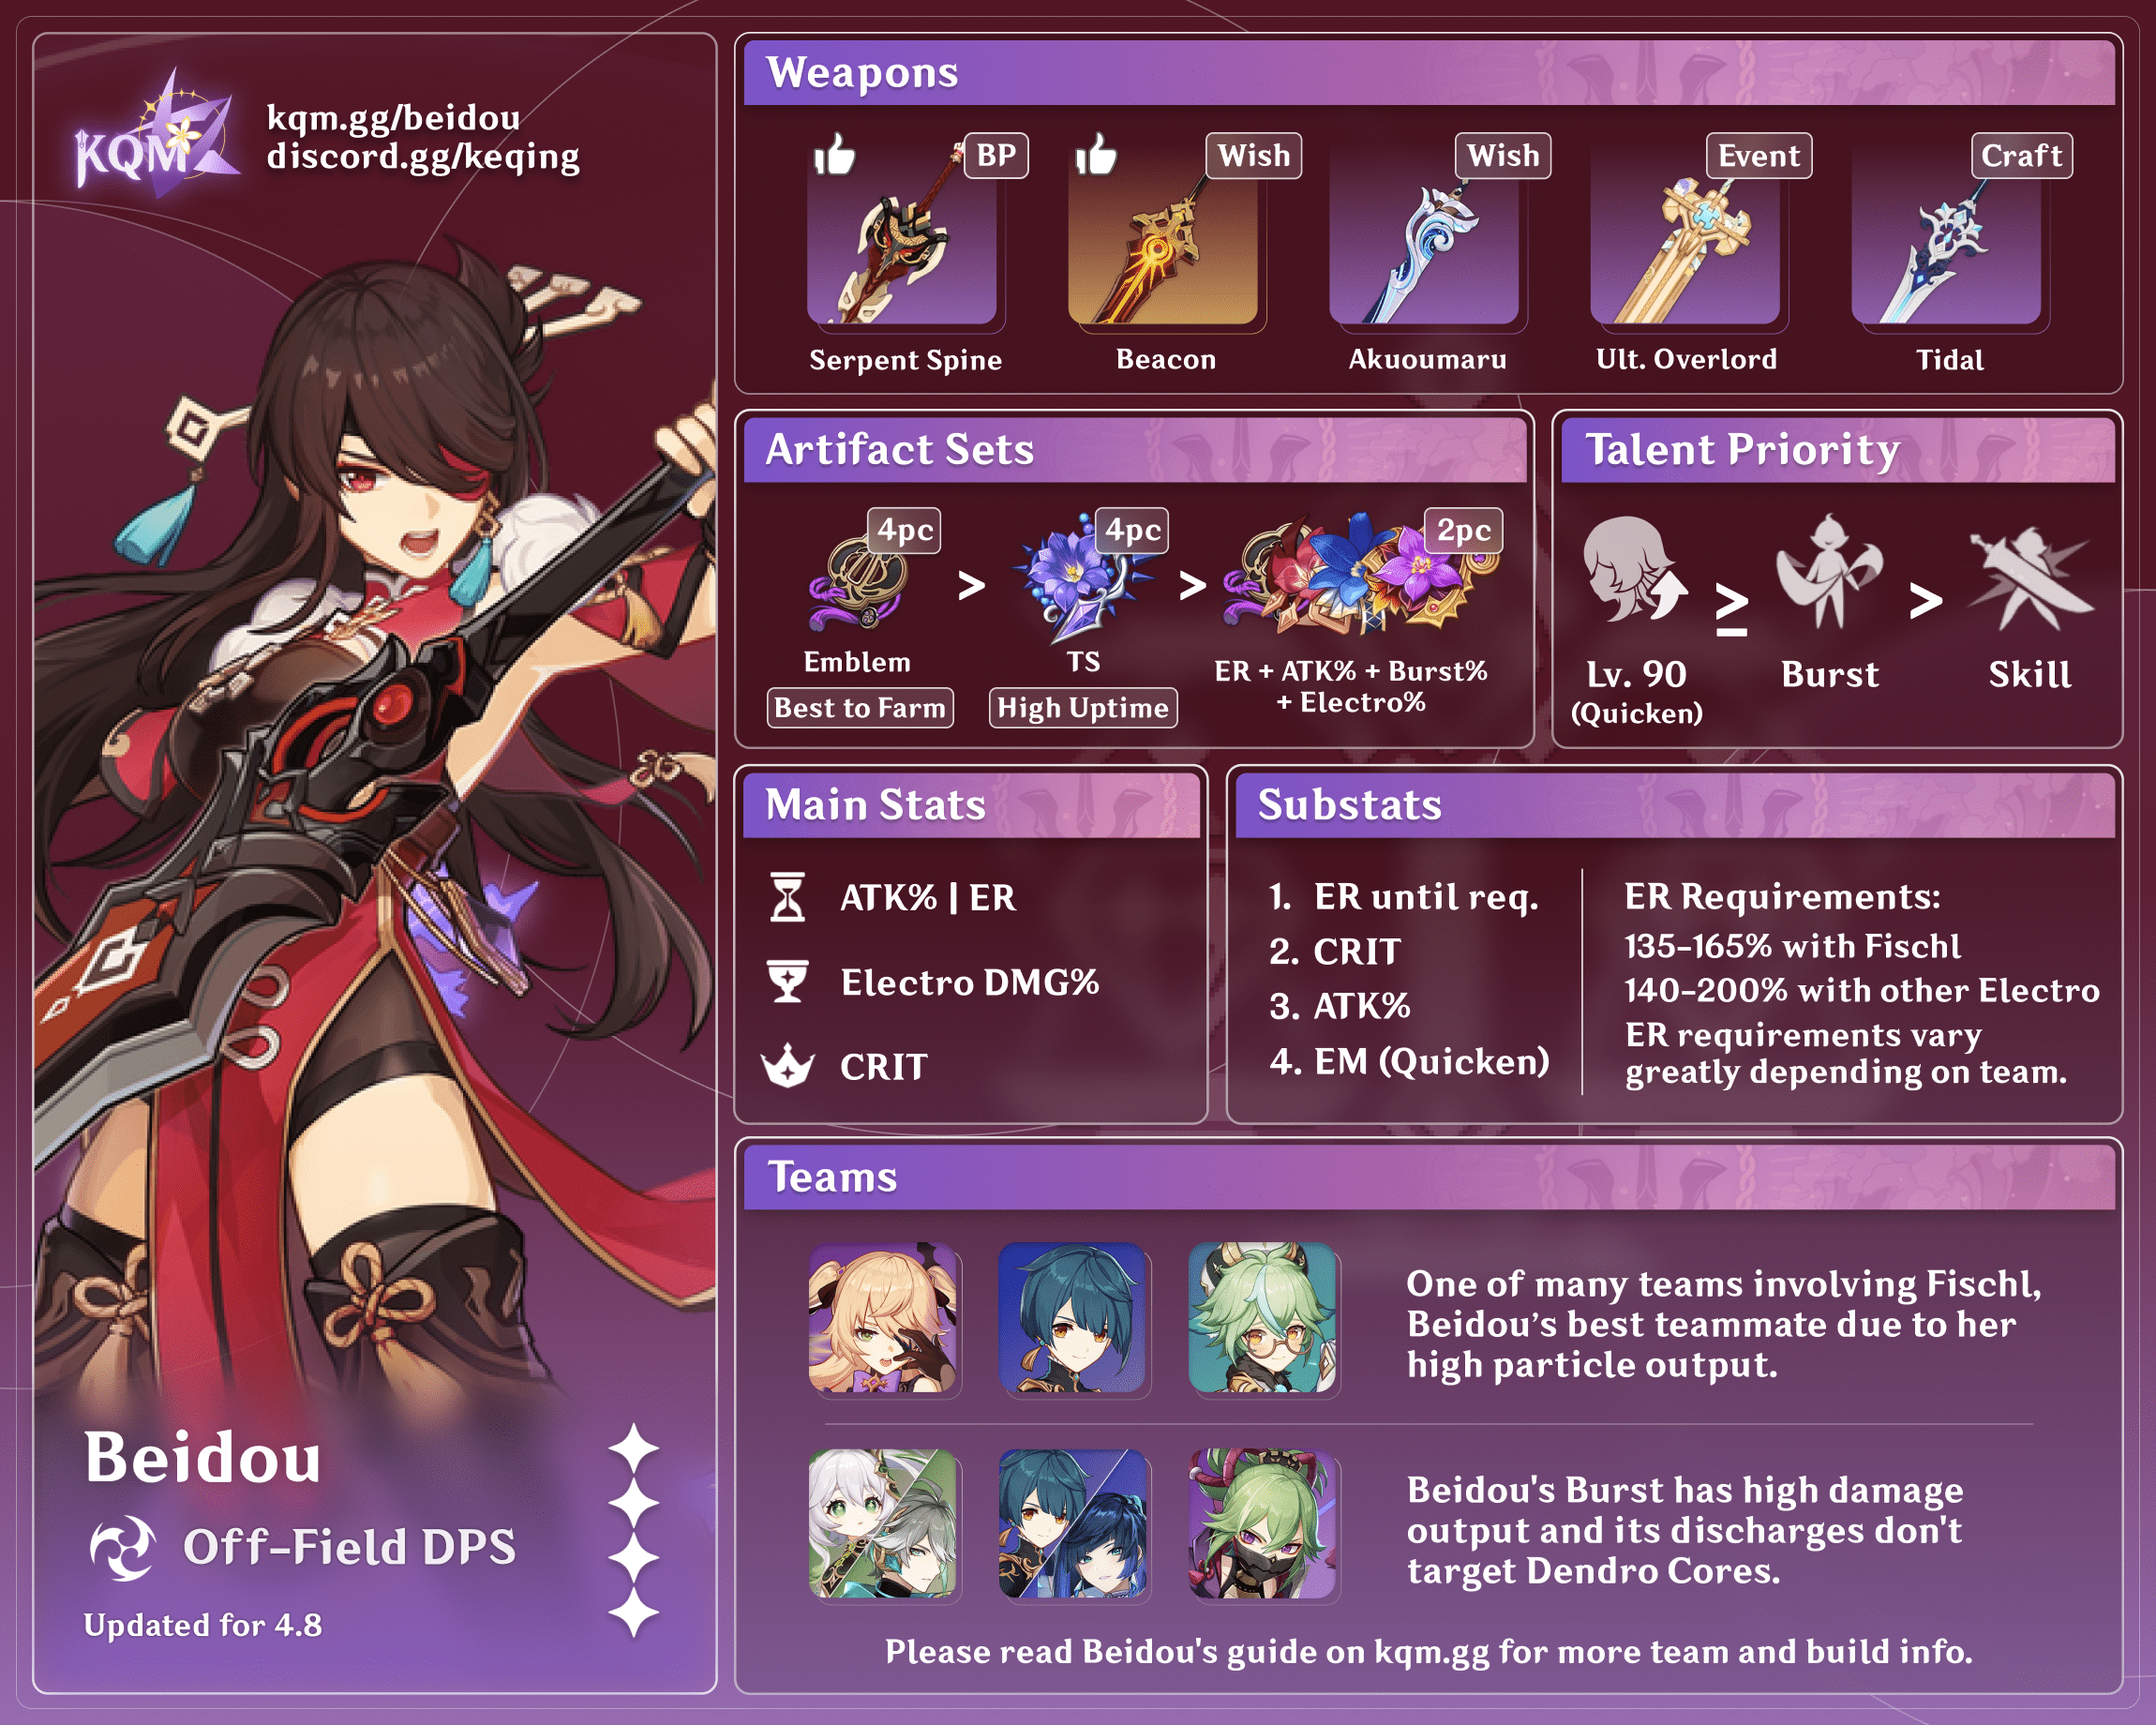 KQM
kqm.gg/beidou
discord.gg/keqing
Beidou
Off-Field DPS
Updated for 4.8
Weapons
BP
Wish
Wish
Event
Craft
Serpent Spine
Beacon
Akuoumaru
Ult. Overlord
Tidal
Artifact Sets
4pc
>
4pc
>
2pc
Emblem
Best to Farm
TS
High Uptime
ER + ATK% + Burst%
+ Electro%
Talent Priority
≥
>
Lv. 90
(Quicken)
Burst
Skill
Main Stats
ATK% | ER
Electro DMG%
CRIT
Substats
1. ER until req.
2. CRIT
3. ATK%
4. EM (Quicken)
ER Requirements:
135-165% with Fischl
140-200% with other Electro
ER requirements vary
greatly depending on team.
Teams
One of many teams involving Fischl,
Beidou’s best teammate due to her
high particle output.
Beidou's Burst has high damage
output and its discharges don't
target Dendro Cores.
Please read Beidou's guide on kqm.gg for more team and build info.